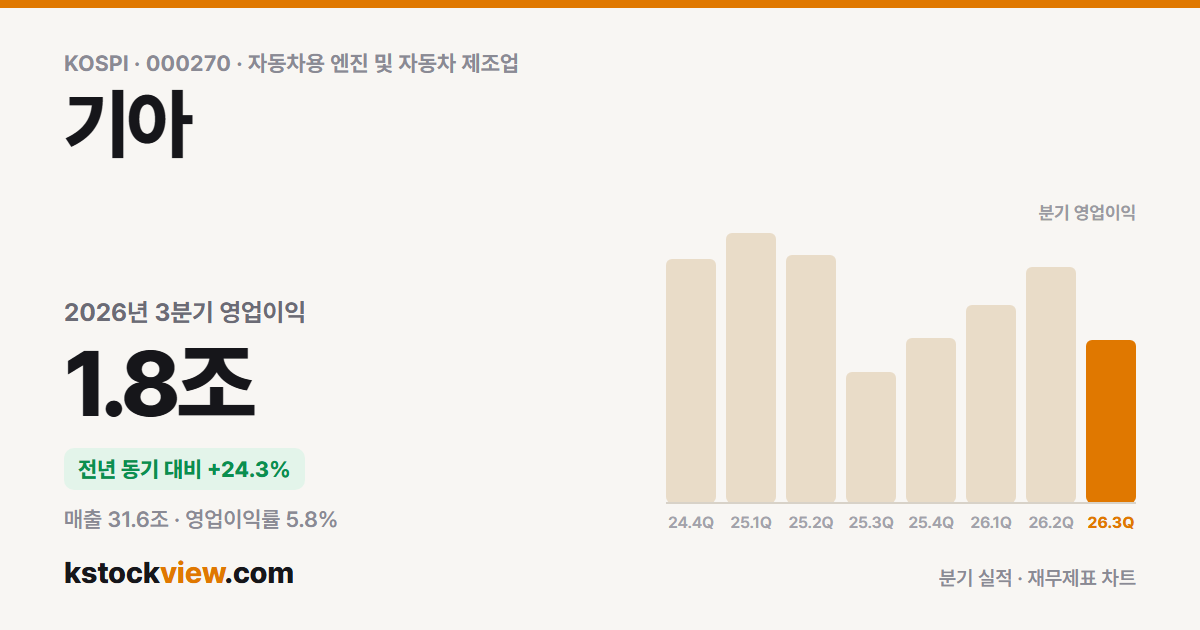 KOSPI · 000270 · 자동차용 엔진 및 자동차 제조업
기아
분기 영업이익
2026년 3분기 영업이익
1.8조
전년 동기 대비 +24.3%
매출 31.6조 · 영업이익률 5.8%
24.4Q 25.1Q 25.2Q 25.3Q 25.4Q 26.1Q 26.2Q 26.3Q
kstockview.com
분기 실적 · 재무제표 차트